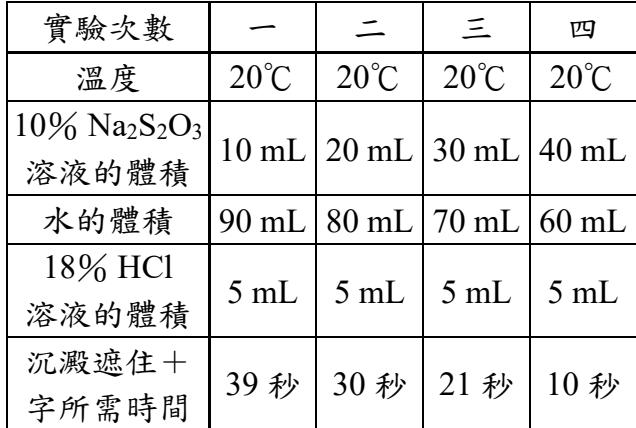 實驗次數 一 二 三 四
溫度 20℃ 20℃ 20℃ 20℃
10％ Na₂S₂O₃
溶液的體積 10 mL 20 mL 30 mL 40 mL
水的體積 90 mL 80 mL 70 mL 60 mL
18％ HCl
溶液的體積 5 mL 5 mL 5 mL 5 mL
沉澱遮住＋
字所需時間 39 秒 30 秒 21 秒 10 秒